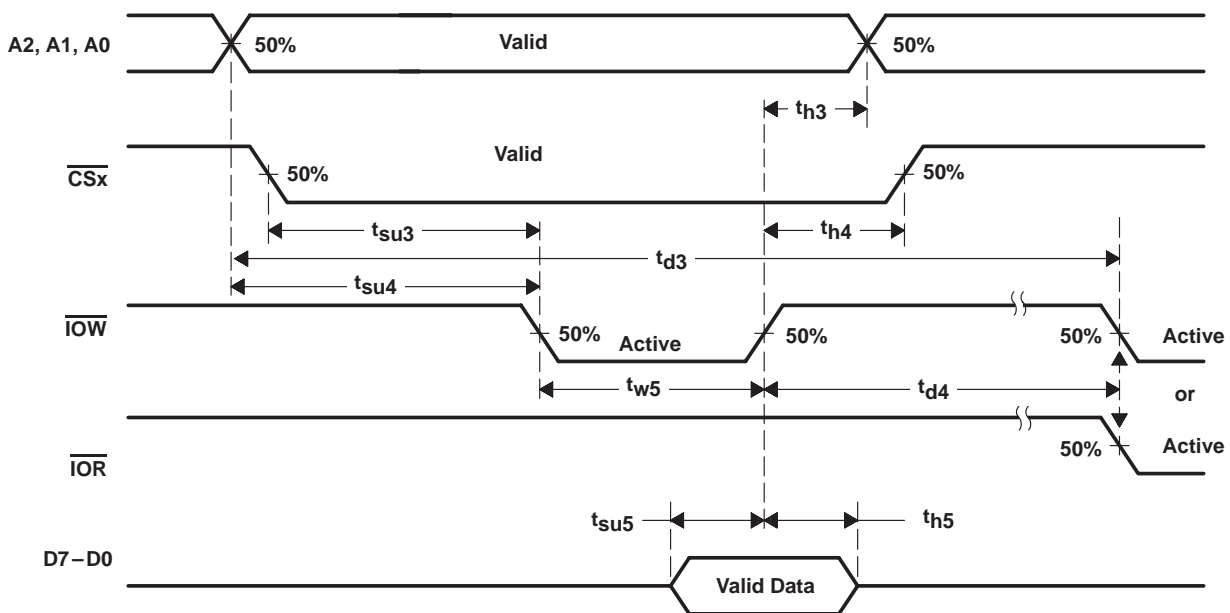 A2, A1, A0
50%
Valid
50%
th3
CSx
50%
Valid
50%
tsu3
th4
td3
tsu4
IOW
50%
Active
50%
50%
Active
tw5
td4
or
IOR
50%
Active
tsu5
th5
D7–D0
Valid Data